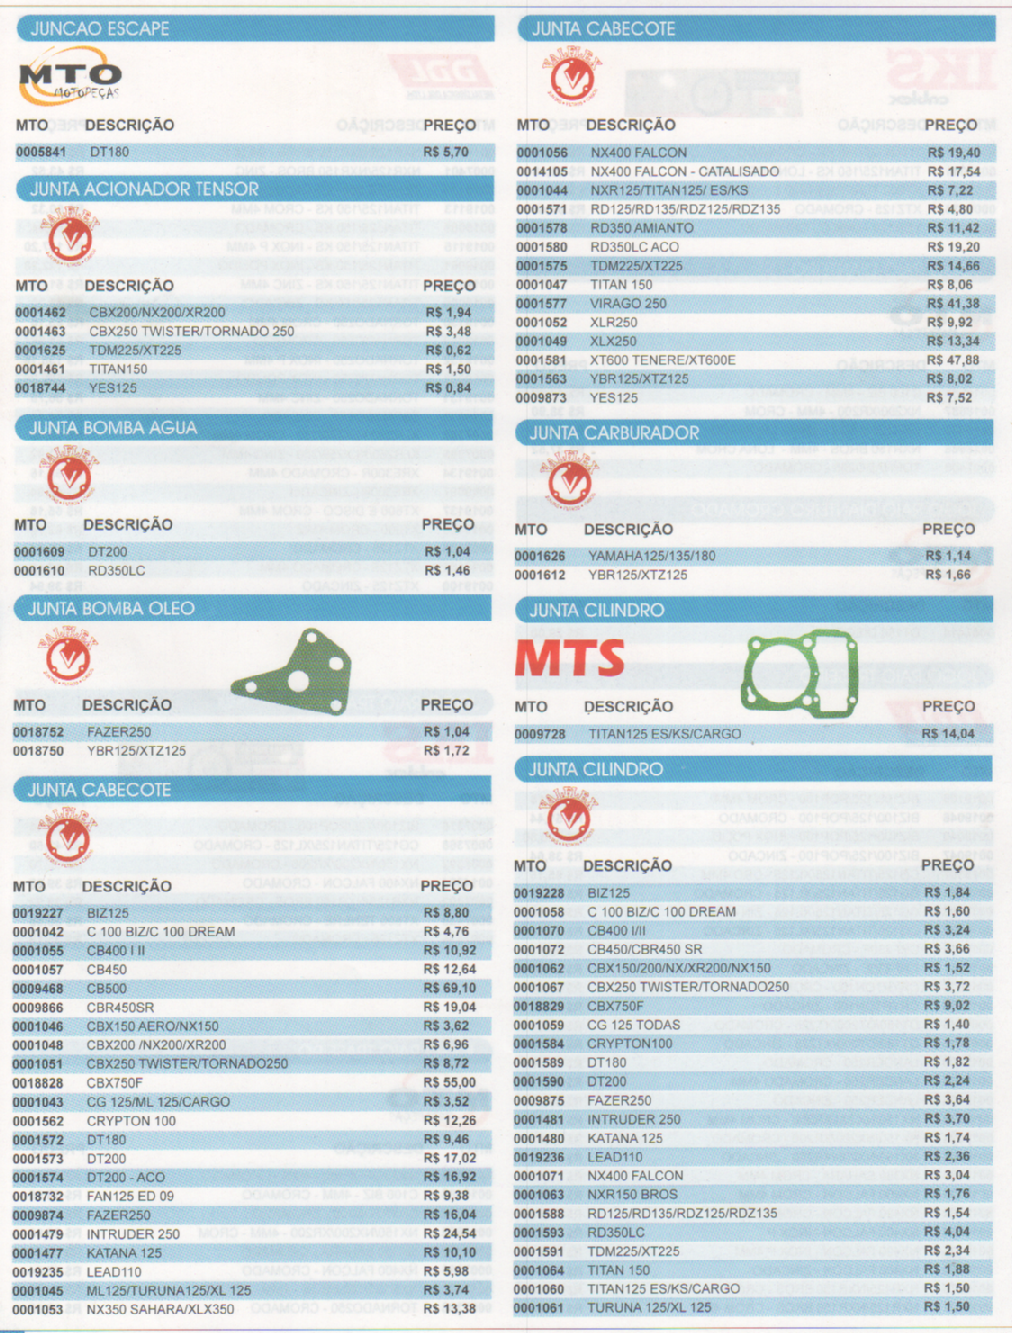 JUNCAO ESCAPE
MTO
MOTOPEÇAS
MTO DESCRIÇÃO PREÇO
0005841 DT180 R$ 5,70
JUNTA ACIONADOR TENSOR
VALFLEX
MTO DESCRIÇÃO PREÇO
0001462 CBX200/NX200/XR200 R$ 1,94
0001463 CBX250 TWISTER/TORNADO 250 R$ 3,48
0001625 TDM225/XT225 R$ 0,62
0001461 TITAN150 R$ 1,50
0018744 YES125 R$ 0,84
JUNTA BOMBA AGUA
VALFLEX
MTO DESCRIÇÃO PREÇO
0001609 DT200 R$ 1,04
0001610 RD350LC R$ 1,46
JUNTA BOMBA OLEO
VALFLEX
MTO DESCRIÇÃO PREÇO
0018752 FAZER250 R$ 1,04
0018750 YBR125/XTZ125 R$ 1,72
JUNTA CABECOTE
VALFLEX
MTO DESCRIÇÃO PREÇO
0019227 BIZ125 R$ 8,80
0001042 C 100 BIZ/C 100 DREAM R$ 4,76
0001055 CB400 I II R$ 10,92
0001057 CB450 R$ 12,64
0009468 CB500 R$ 69,10
0009866 CBR450SR R$ 19,04
0001046 CBX150 AERO/NX150 R$ 3,62
0001048 CBX200 /NX200/XR200 R$ 6,96
0001051 CBX250 TWISTER/TORNADO250 R$ 8,72
0018828 CBX750F R$ 55,00
0001043 CG 125/ML 125/CARGO R$ 3,52
0001562 CRYPTON 100 R$ 12,26
0001572 DT180 R$ 9,46
0001573 DT200 R$ 17,02
0001574 DT200 - ACO R$ 16,92
0018732 FAN125 ED 09 R$ 9,38
0009874 FAZER250 R$ 16,04
0001479 INTRUDER 250 R$ 24,54
0001477 KATANA 125 R$ 10,10
0019235 LEAD110 R$ 5,98
0001045 ML125/TURUNA125/XL 125 R$ 3,74
0001053 NX350 SAHARA/XLX350 R$ 13,38
JUNTA CABECOTE
VALFLEX
MTO DESCRIÇÃO PREÇO
0001056 NX400 FALCON R$ 19,40
0014105 NX400 FALCON - CATALISADO R$ 17,54
0001044 NXR125/TITAN125/ ES/KS R$ 7,22
0001571 RD125/RD135/RDZ125/RDZ135 R$ 4,80
0001578 RD350 AMIANTO R$ 11,42
0001580 RD350LC ACO R$ 19,20
0001575 TDM225/XT225 R$ 14,66
0001047 TITAN 150 R$ 8,06
0001577 VIRAGO 250 R$ 41,38
0001052 XLR250 R$ 9,92
0001049 XLX250 R$ 13,34
0001581 XT600 TENERE/XT600E R$ 47,88
0001563 YBR125/XTZ125 R$ 8,02
0009873 YES125 R$ 7,52
JUNTA CARBURADOR
VALFLEX
MTO DESCRIÇÃO PREÇO
0001626 YAMAHA125/135/180 R$ 1,14
0001612 YBR125/XTZ125 R$ 1,66
JUNTA CILINDRO
MTS
MTO DESCRIÇÃO PREÇO
0009728 TITAN125 ES/KS/CARGO R$ 14,04
JUNTA CILINDRO
VALFLEX
MTO DESCRIÇÃO PREÇO
0019228 BIZ125 R$ 1,84
0001058 C 100 BIZ/C 100 DREAM R$ 1,60
0001070 CB400 I/II R$ 3,24
0001072 CB450/CBR450 SR R$ 3,66
0001062 CBX150/200/NX/XR200/NX150 R$ 1,52
0001067 CBX250 TWISTER/TORNADO250 R$ 3,72
0018829 CBX750F R$ 9,02
0001059 CG 125 TODAS R$ 1,40
0001584 CRYPTON100 R$ 1,78
0001589 DT180 R$ 1,82
0001590 DT200 R$ 2,24
0009875 FAZER250 R$ 3,64
0001481 INTRUDER 250 R$ 3,70
0001480 KATANA 125 R$ 1,74
0019236 LEAD110 R$ 2,36
0001071 NX400 FALCON R$ 3,04
0001063 NXR150 BROS R$ 1,76
0001588 RD125/RD135/RDZ125/RDZ135 R$ 1,54
0001593 RD350LC R$ 4,04
0001591 TDM225/XT225 R$ 2,34
0001064 TITAN 150 R$ 1,88
0001060 TITAN125 ES/KS/CARGO R$ 1,50
0001061 TURUNA 125/XL 125 R$ 1,50